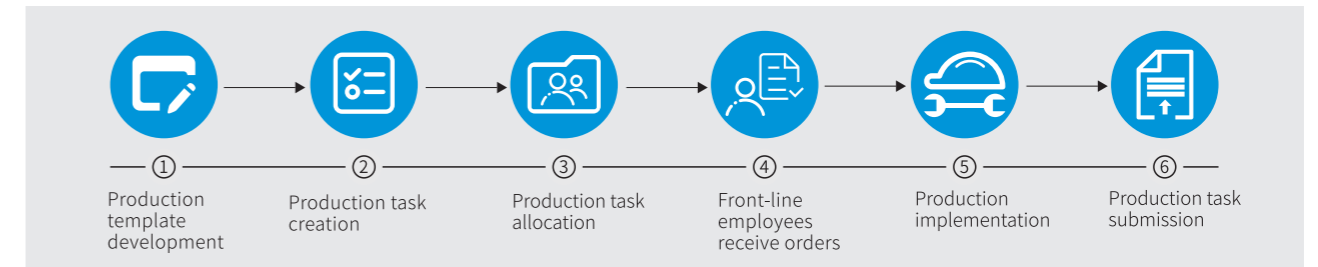 ①
②
③
④
⑤
⑥
Production
template
development
Production task
creation
Production task
allocation
Front-line
employees
receive orders
Production
implementation
Production task
submission